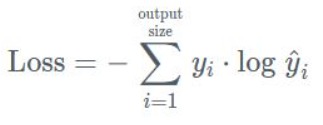 output
size
Loss = − ∑ yᵢ · log ŷᵢ
i=1